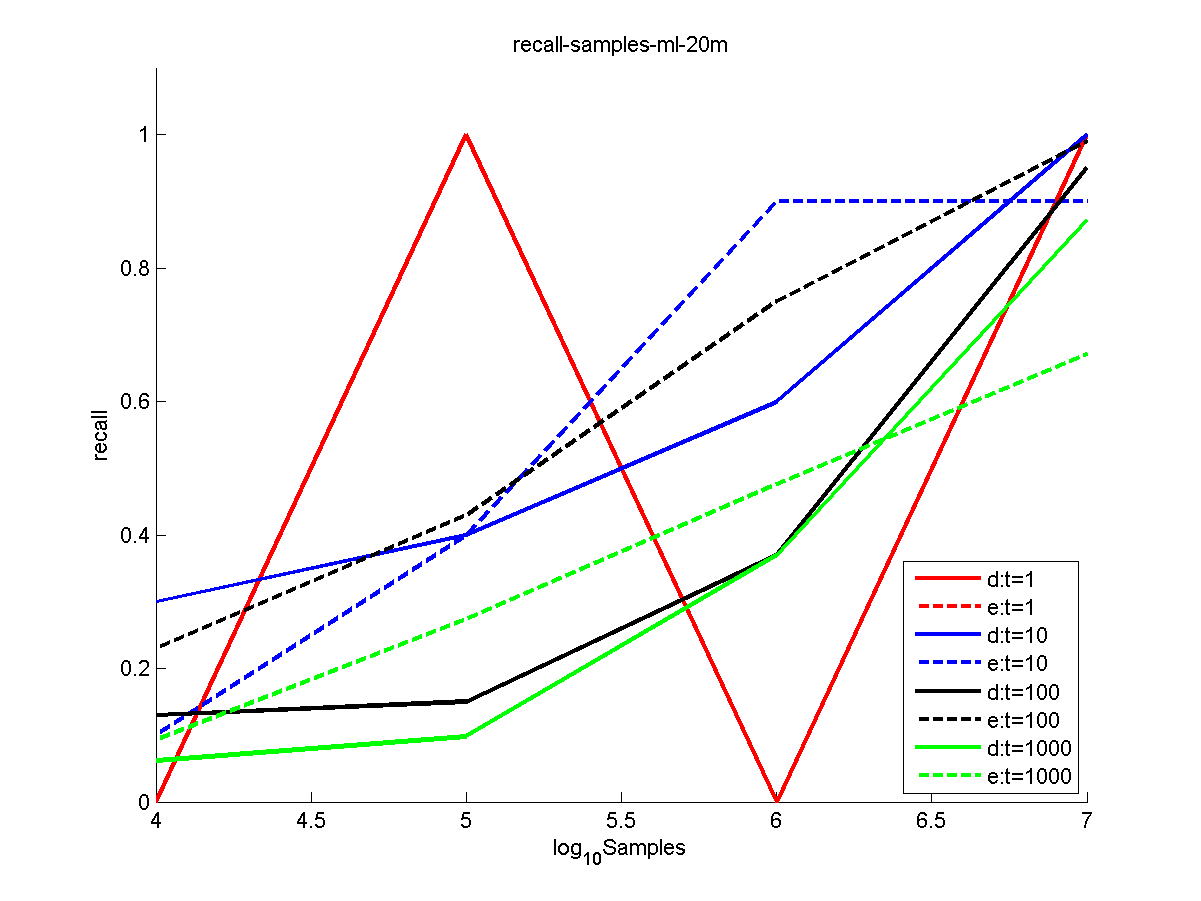 recall-samples-ml-20m
1
0.8
0.6
0.4
0.2
0
recall
4
4.5
5
5.5
6
6.5
7
log10Samples
d:t=1
e:t=1
d:t=10
e:t=10
d:t=100
e:t=100
d:t=1000
e:t=1000